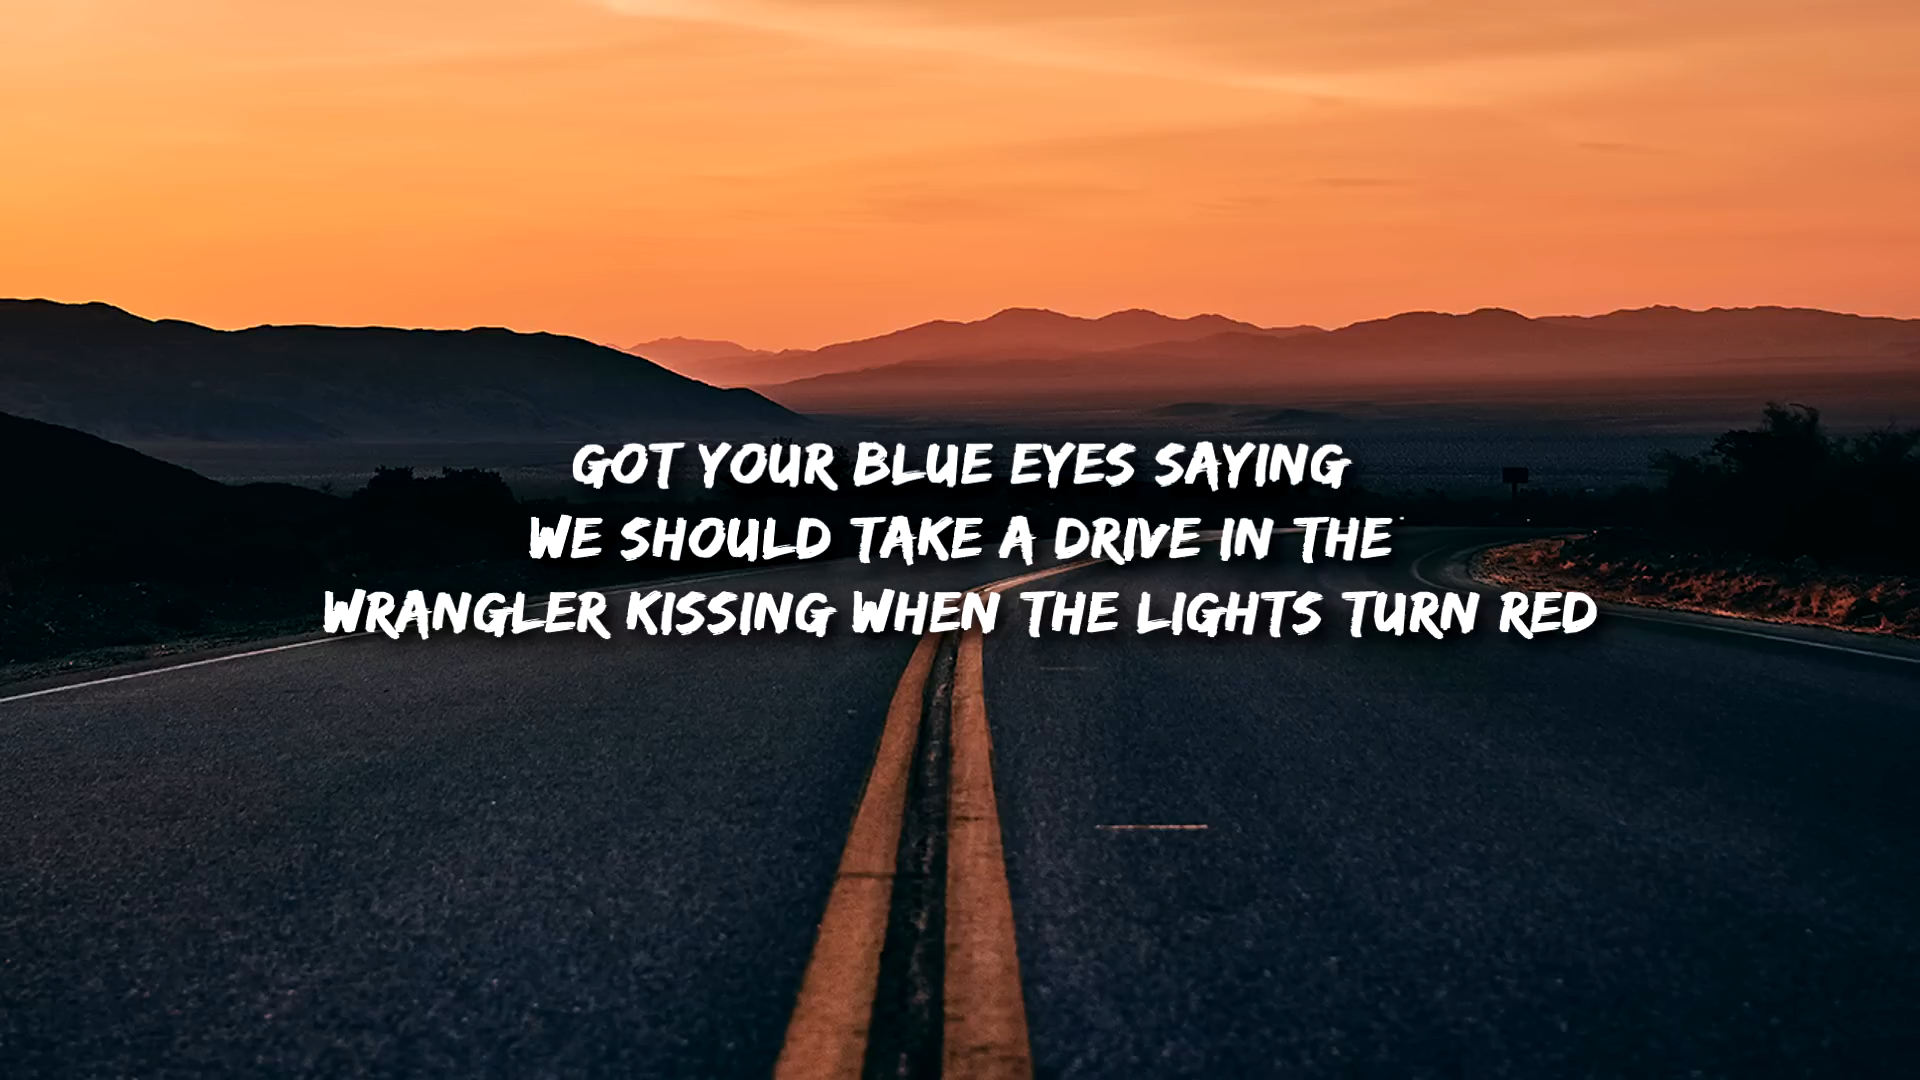 GOT YOUR BLUE EYES SAYING
WE SHOULD TAKE A DRIVE IN THE
WRANGLER KISSING WHEN THE LIGHTS TURN RED